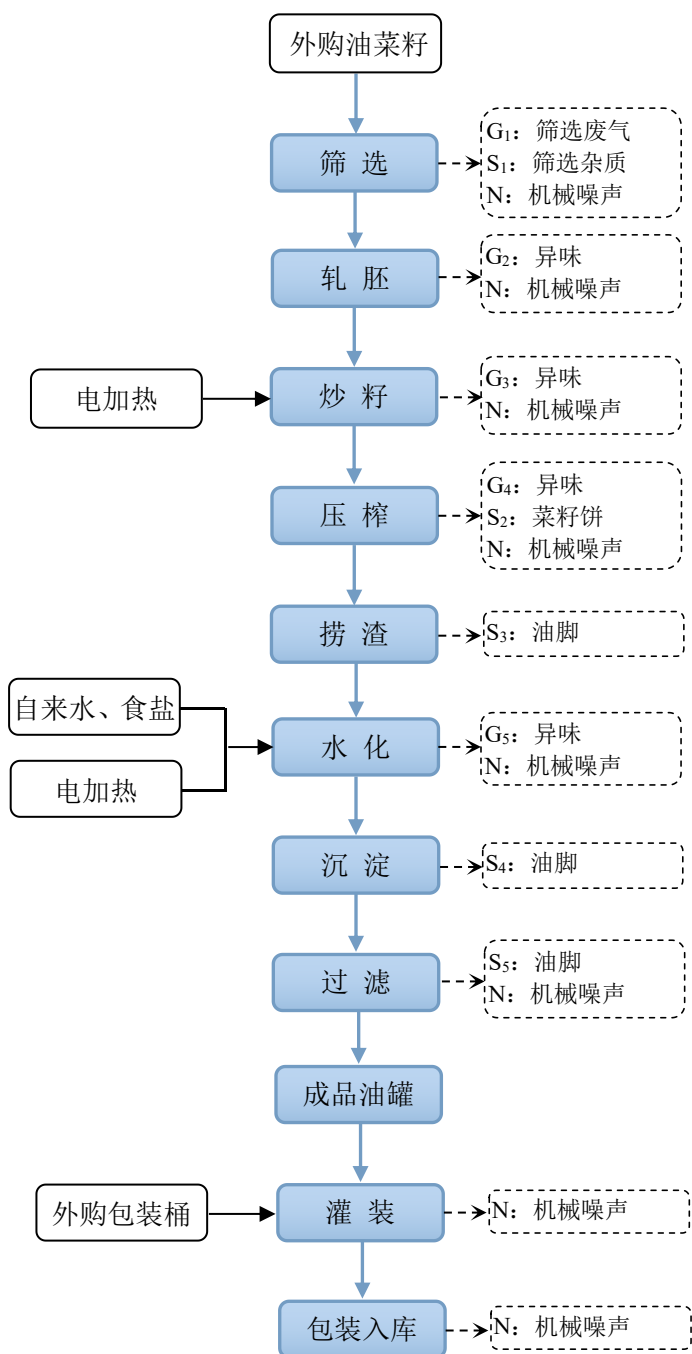 外购油菜籽
筛 选
G₁：筛选废气
S₁：筛选杂质
N：机械噪声
轧 胚
G₂：异味
N：机械噪声
电加热
炒 籽
G₃：异味
N：机械噪声
压 榨
G₄：异味
S₂：菜籽饼
N：机械噪声
捞 渣
S₃：油脚
自来水、食盐
电加热
水 化
G₅：异味
N：机械噪声
沉 淀
S₄：油脚
过 滤
S₅：油脚
N：机械噪声
成品油罐
外购包装桶
灌 装
N：机械噪声
包装入库
N：机械噪声